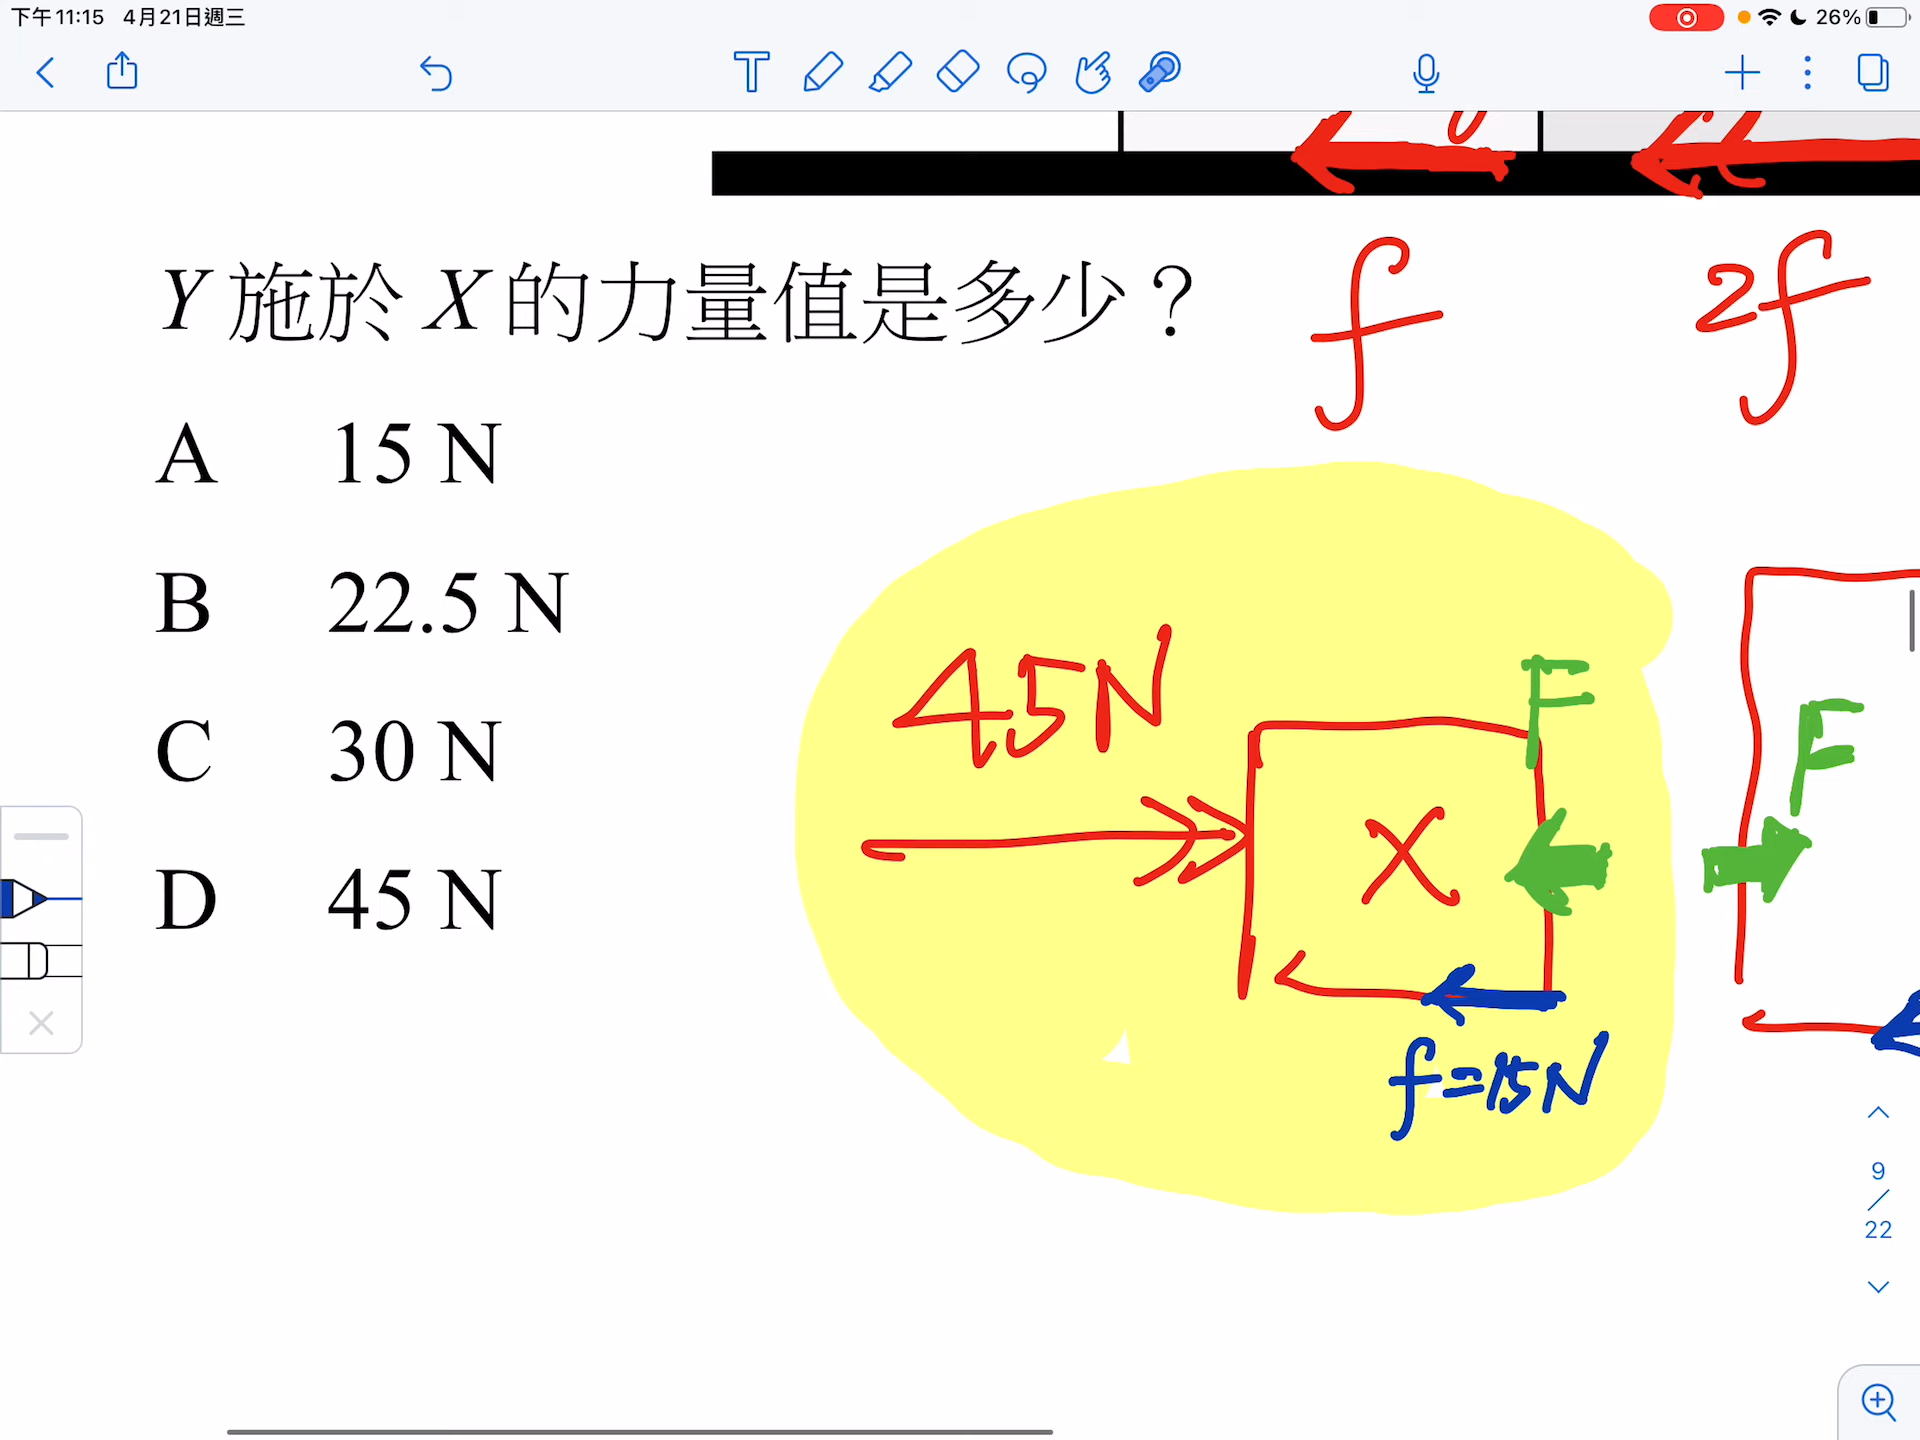 下午11:15 4月21日週三
26%
Y 施於 X 的力量值是多少？
f
2f
A 15 N
B 22.5 N
C 30 N
D 45 N
45N
F
F
X
f=15N
9
/
22